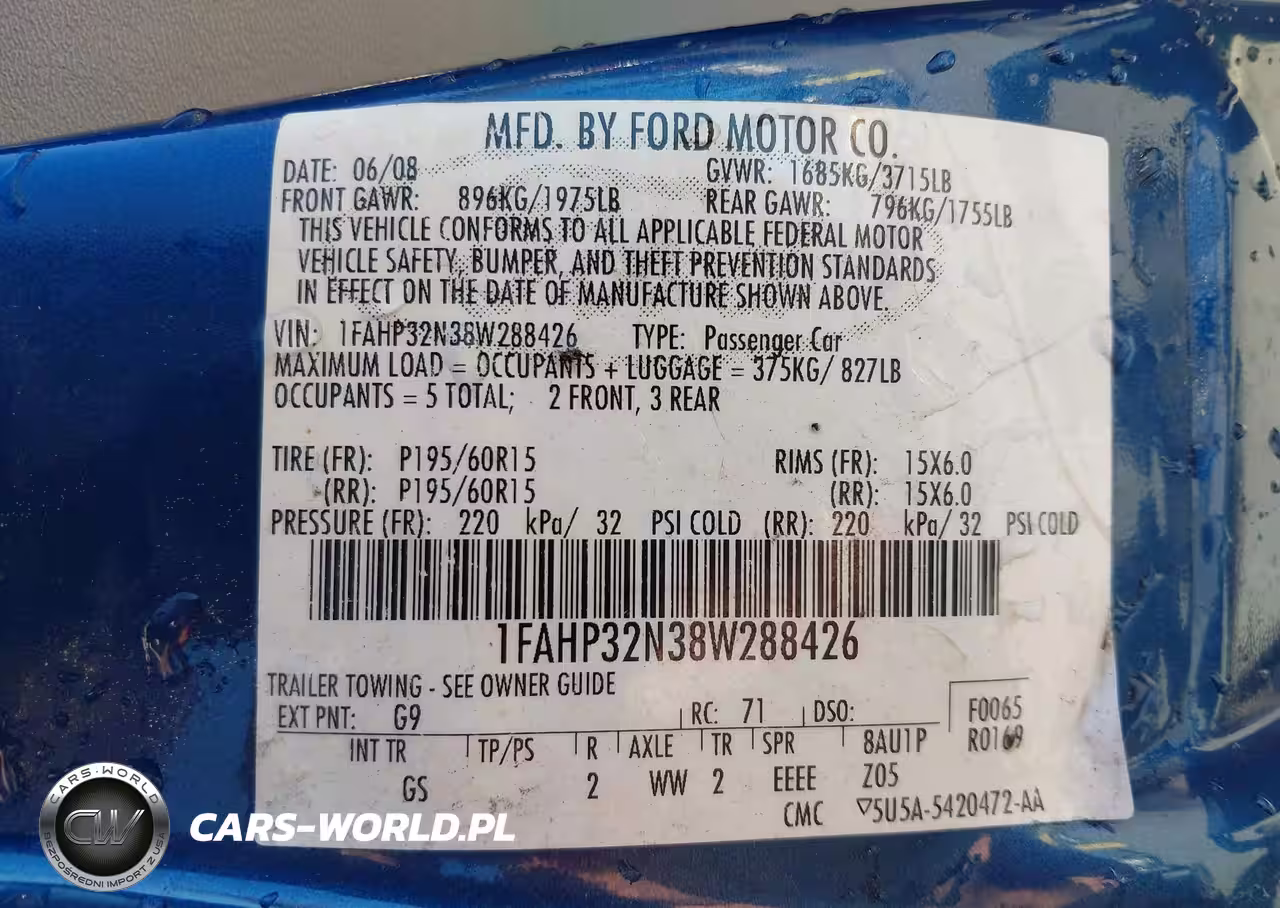 MFD. BY FORD MOTOR CO.
DATE: 06/08 GVWR: 1685KG/3715LB
FRONT GAWR: 896KG/1975LB REAR GAWR: 796KG/1755LB
THIS VEHICLE CONFORMS TO ALL APPLICABLE FEDERAL MOTOR
VEHICLE SAFETY, BUMPER, AND THEFT PREVENTION STANDARDS
IN EFFECT ON THE DATE OF MANUFACTURE SHOWN ABOVE.
VIN: 1FAHP32N38W288426 TYPE: Passenger Car
MAXIMUM LOAD = OCCUPANTS + LUGGAGE = 375KG/ 827LB
OCCUPANTS = 5 TOTAL; 2 FRONT, 3 REAR
TIRE (FR): P195/60R15 RIMS (FR): 15X6.0
(RR): P195/60R15 (RR): 15X6.0
PRESSURE (FR): 220 kPa/ 32 PSI COLD (RR): 220 kPa/ 32 PSI COLD
1FAHP32N38W288426
TRAILER TOWING - SEE OWNER GUIDE
EXT PNT: G9 RC: 71 DSO: F0065
R0169
INT TR TP/PS R AXLE TR SPR 8AU1P
GS 2 WW 2 EEEE Z05
CMC ▽5U5A-5420472-AA
CARS-WORLD
CW
BEZPOŚREDNI IMPORT Z USA
CARS-WORLD.PL